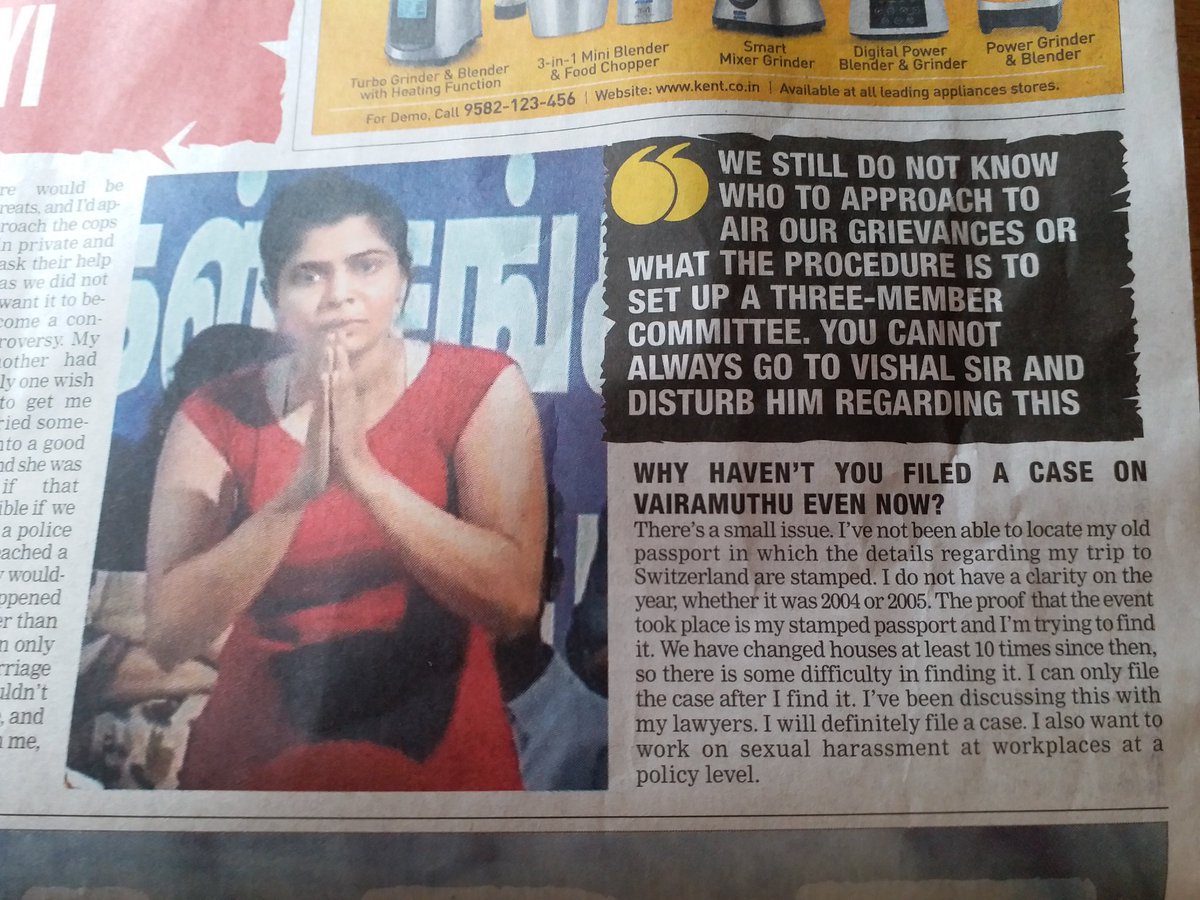 YI
Turbo Grinder & Blender
with Heating Function
3-in-1 Mini Blender
& Food Chopper
Smart
Mixer Grinder
Digital Power
Blender & Grinder
Power Grinder
& Blender
For Demo, Call 9582-123-456 | Website: www.kent.co.in | Available at all leading appliances stores.
re would be
reats, and I'd ap-
roach the cops
n private and
ask their help
as we did not
want it to be-
come a con-
roversy. My
other had
ly one wish
to get me
ried some-
nto a good
nd she was
if that
ible if we
a police
eached a
y would-
ppened
er than
n only
rriage
uldn't
, and
n me,
WE STILL DO NOT KNOW
WHO TO APPROACH TO
AIR OUR GRIEVANCES OR
WHAT THE PROCEDURE IS TO
SET UP A THREE-MEMBER
COMMITTEE. YOU CANNOT
ALWAYS GO TO VISHAL SIR AND
DISTURB HIM REGARDING THIS
WHY HAVEN'T YOU FILED A CASE ON
VAIRAMUTHU EVEN NOW?
There's a small issue. I've not been able to locate my old
passport in which the details regarding my trip to
Switzerland are stamped. I do not have a clarity on the
year, whether it was 2004 or 2005. The proof that the event
took place is my stamped passport and I'm trying to find
it. We have changed houses at least 10 times since then,
so there is some difficulty in finding it. I can only file
the case after I find it. I've been discussing this with
my lawyers. I will definitely file a case. I also want to
work on sexual harassment at workplaces at a
policy level.